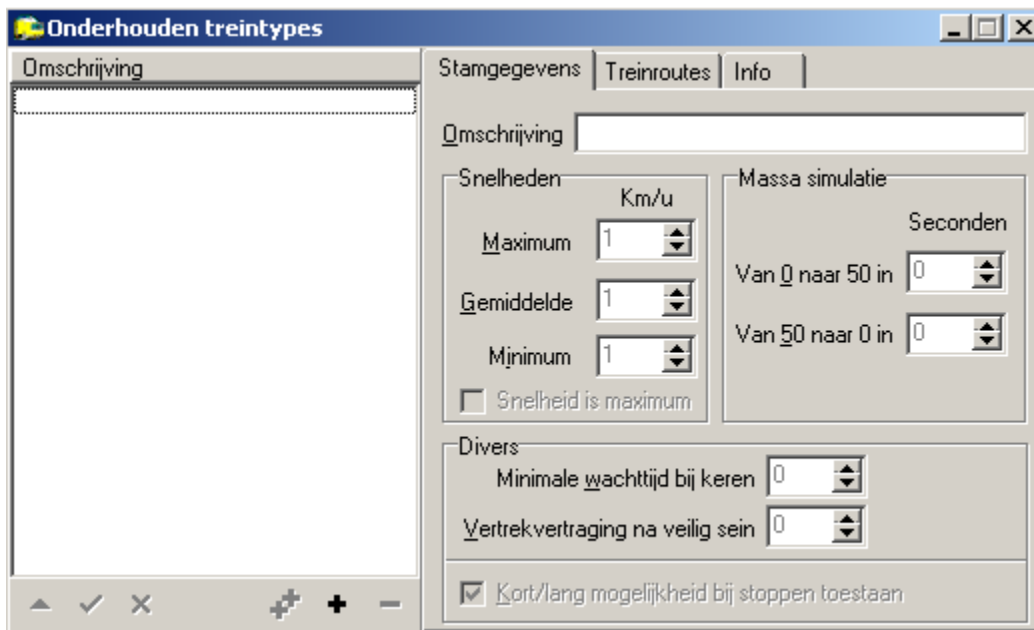 Onderhouden treintypes
Omschrijving
Stamgegevens Treinroutes Info
Omschrijving
Snelheden
Km/u
Maximum 1
Gemiddelde 1
Minimum 1
Snelheid is maximum
Massa simulatie
Seconden
Van 0 naar 50 in 0
Van 50 naar 0 in 0
Divers
Minimale wachttijd bij keren 0
Vertrekvertraging na veilig sein 0
Kort/lang mogelijkheid bij stoppen toestaan